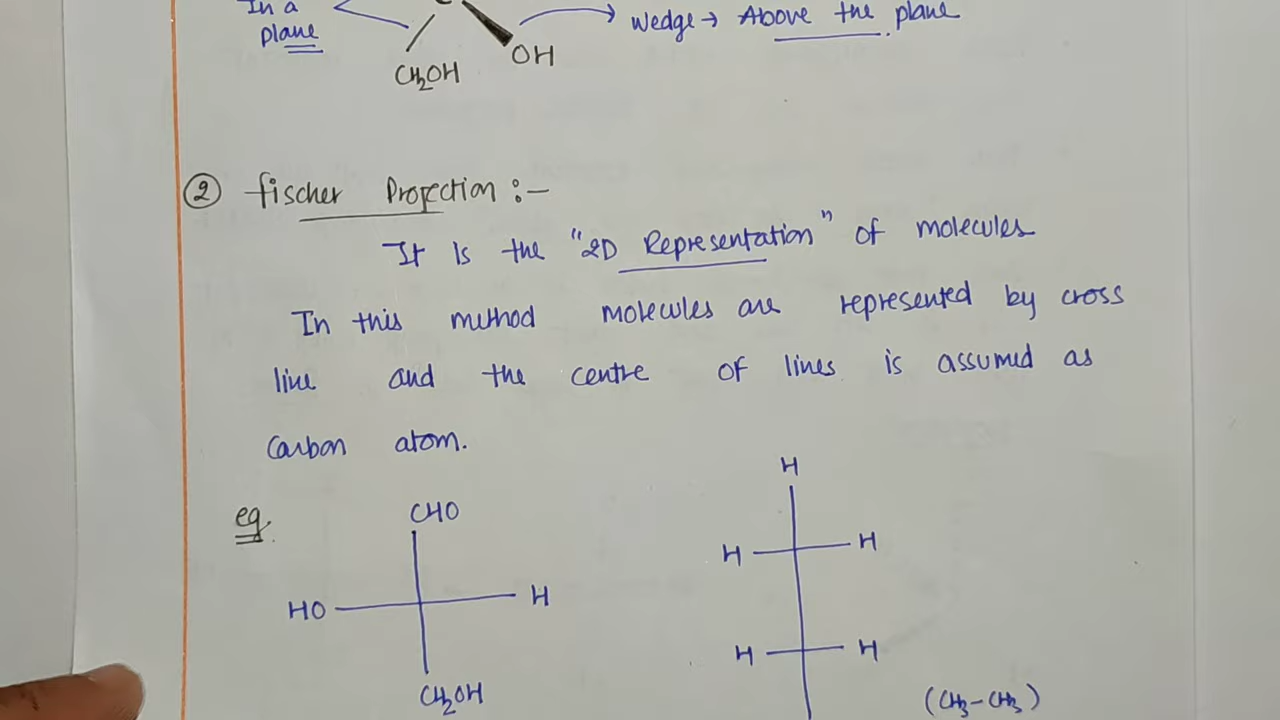 In a
plane
CH₂OH
OH
Wedge → Above the plane
② fischer Projection :-
It is the "2D Representation" of molecules
In this method molecules are represented by cross
line and the centre of lines is assumed as
Carbon atom.
eg.
CHO
HO H
CH₂OH
H
H H
H H
(CH₃-CH₃)